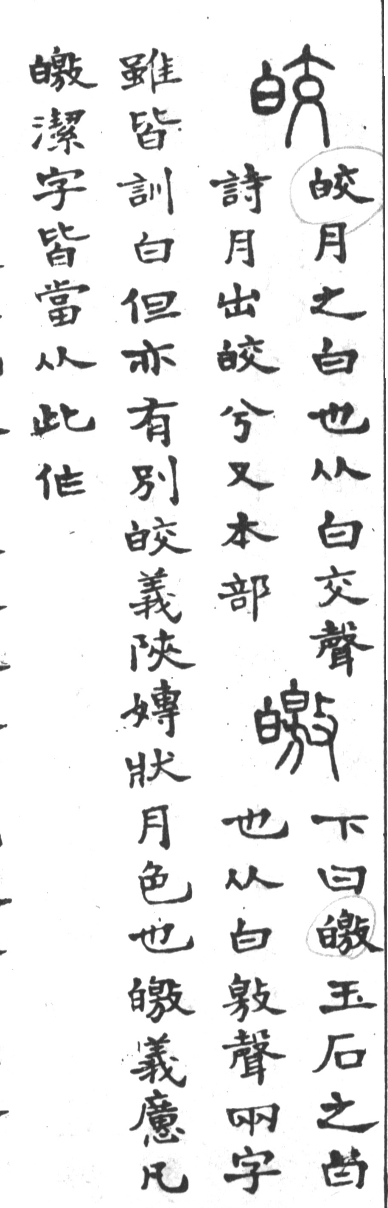 皎
皎月之白也从白交聲
詩月出皎兮又本部
皦
下曰皦玉石之白
也从白敫聲兩字
雖皆訓白但亦有別皎義陝嫥狀月色也皦義懬凡
皦潔字皆當从此作